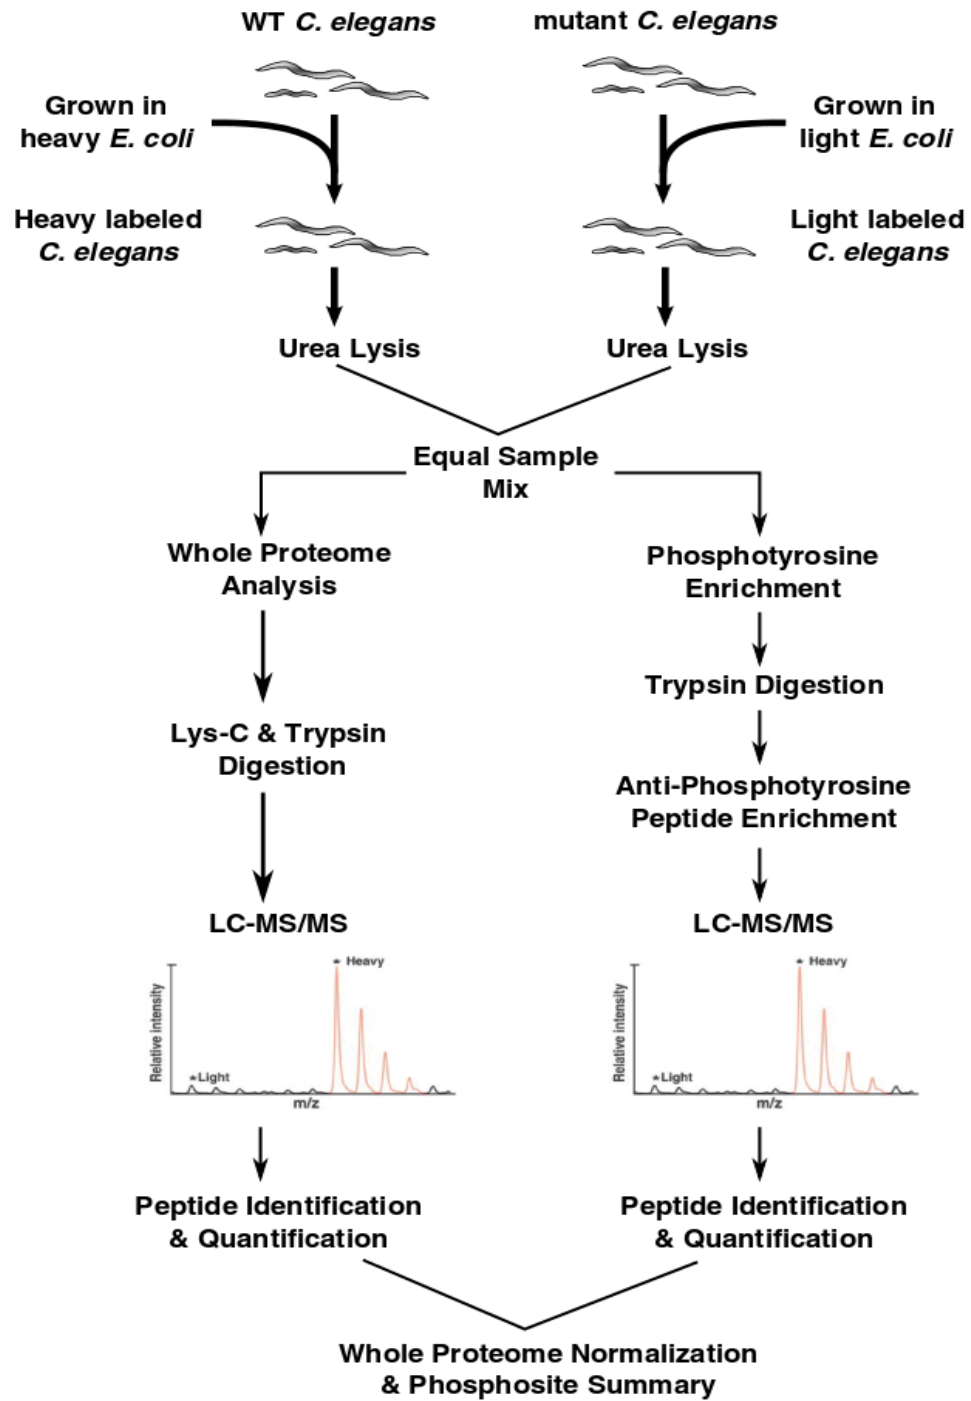 WT C. elegans
mutant C. elegans
Grown in
heavy E. coli
Grown in
light E. coli
Heavy labeled
C. elegans
Light labeled
C. elegans
Urea Lysis
Urea Lysis
Equal Sample
Mix
Whole Proteome
Analysis
Phosphotyrosine
Enrichment
Trypsin Digestion
Lys-C & Trypsin
Digestion
Anti-Phosphotyrosine
Peptide Enrichment
LC-MS/MS
LC-MS/MS
* Heavy
Relative intensity
*Light
m/z
* Heavy
Relative intensity
*Light
m/z
Peptide Identification
& Quantification
Peptide Identification
& Quantification
Whole Proteome Normalization
& Phosphosite Summary